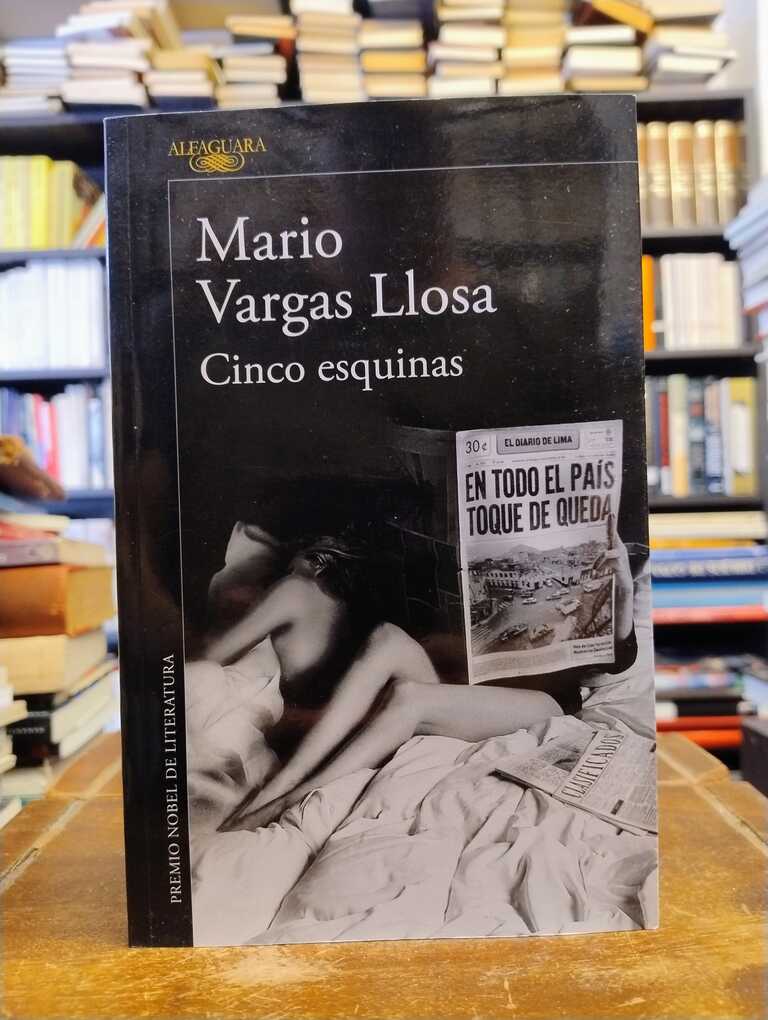 ALFAGUARA
Mario
Vargas Llosa
Cinco esquinas
30¢
EL DIARIO DE LIMA
EN TODO EL PAÍS
TOQUE DE QUEDA
CLASIFICADOS
PREMIO NOBEL DE LITERATURA